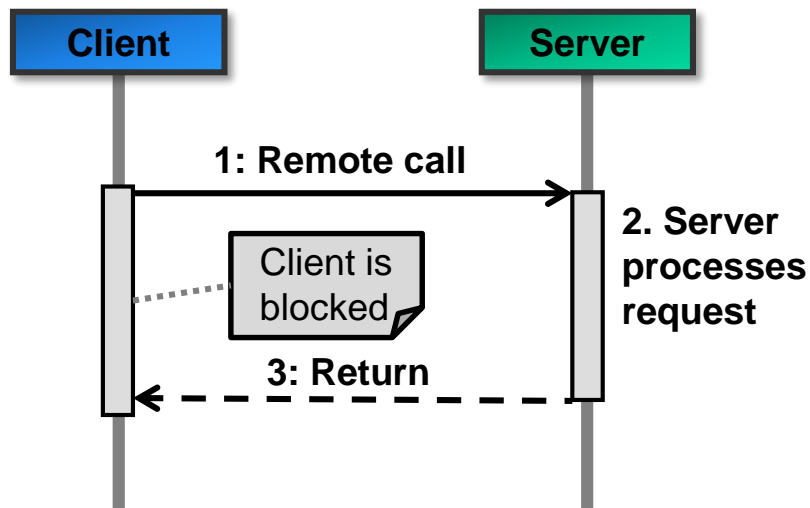 Client
Server
1: Remote call
2. Server
processes
request
Client is
blocked
3: Return